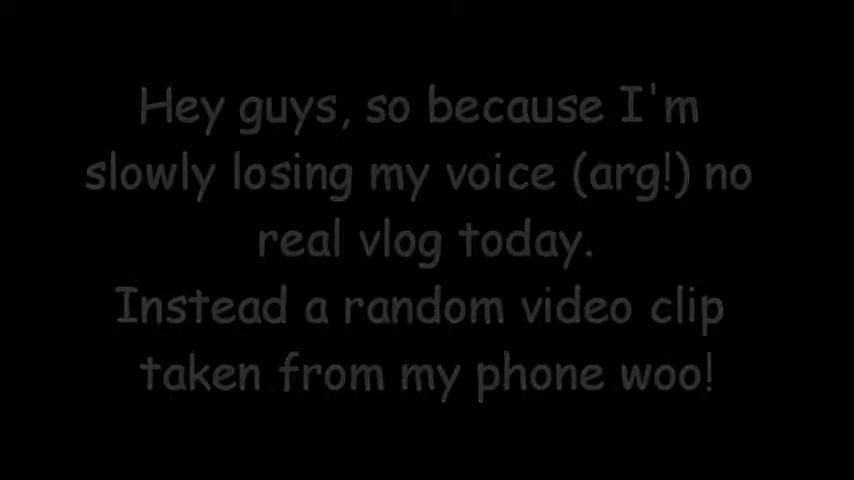 Hey guys, so because I'm
slowly losing my voice (arg!) no
real vlog today.
Instead a random video clip
taken from my phone woo!